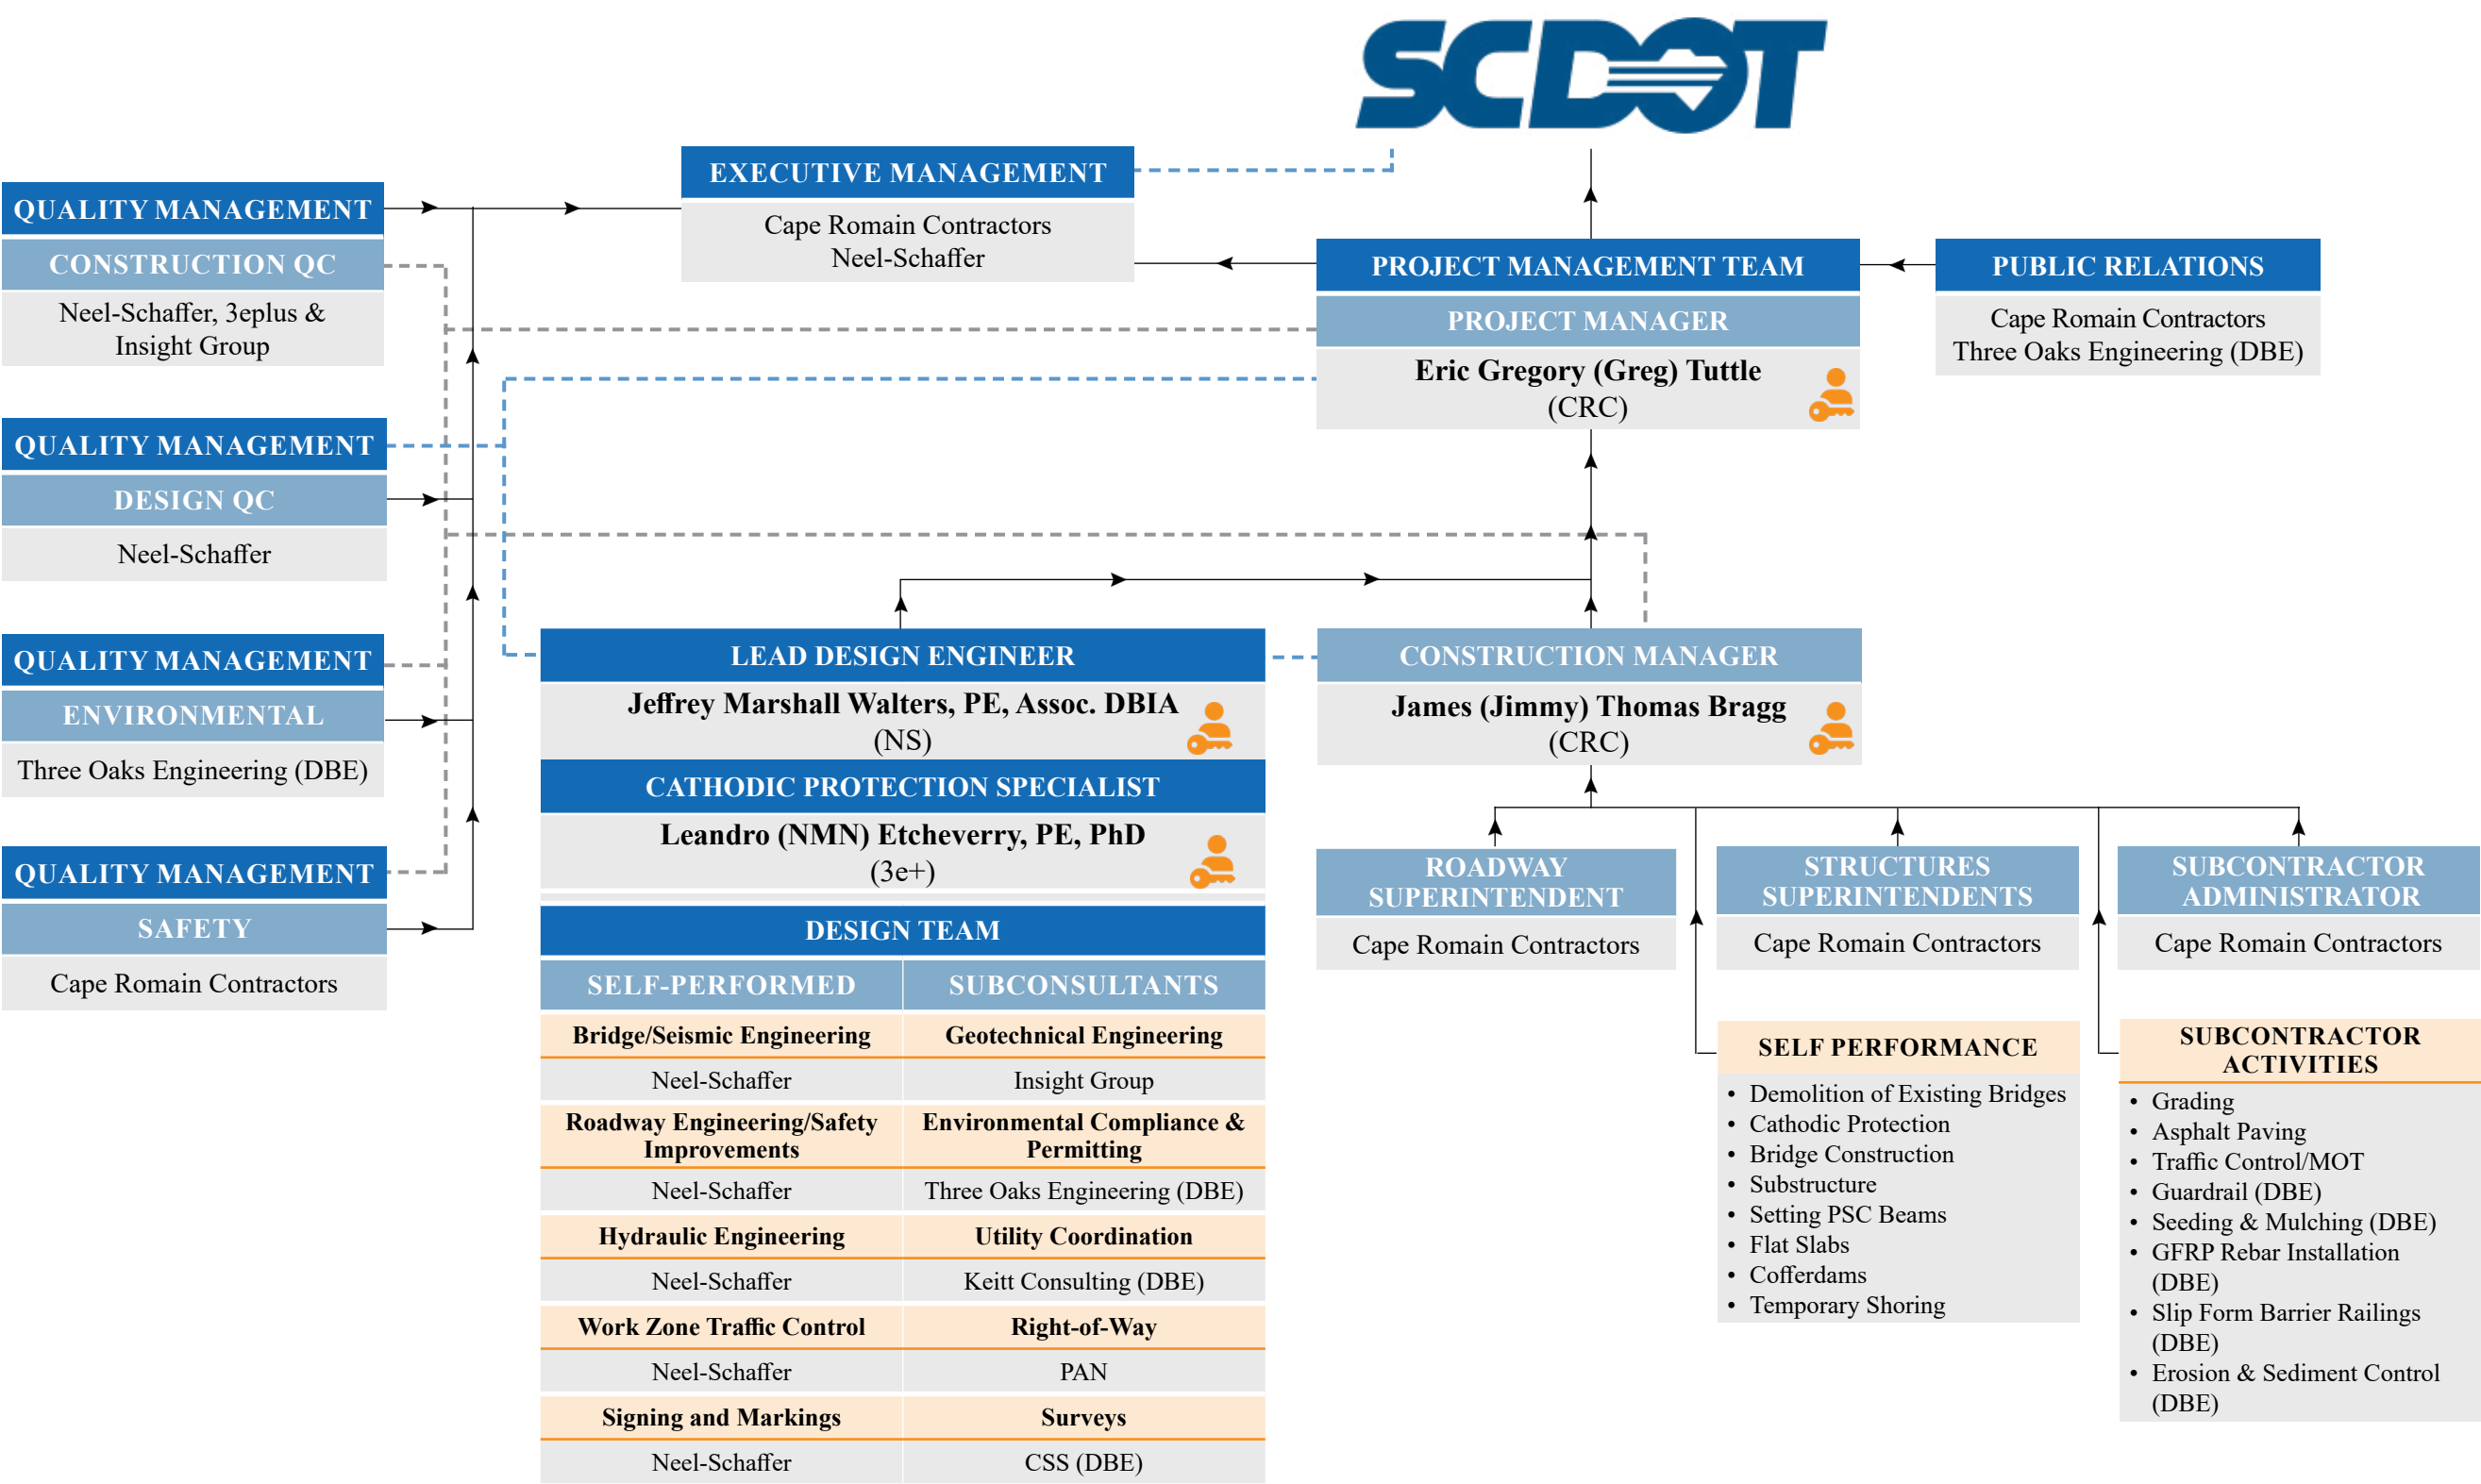 SCDOT
EXECUTIVE MANAGEMENT
Cape Romain Contractors
Neel-Schaffer
QUALITY MANAGEMENT
CONSTRUCTION QC
Neel-Schaffer, 3eplus &
Insight Group
PROJECT MANAGEMENT TEAM
PROJECT MANAGER
Eric Gregory (Greg) Tuttle
(CRC)
PUBLIC RELATIONS
Cape Romain Contractors
Three Oaks Engineering (DBE)
QUALITY MANAGEMENT
DESIGN QC
Neel-Schaffer
QUALITY MANAGEMENT
ENVIRONMENTAL
Three Oaks Engineering (DBE)
QUALITY MANAGEMENT
SAFETY
Cape Romain Contractors
LEAD DESIGN ENGINEER
Jeffrey Marshall Walters, PE, Assoc. DBIA
(NS)
CATHODIC PROTECTION SPECIALIST
Leandro (NMN) Etcheverry, PE, PhD
(3e+)
DESIGN TEAM
SELF-PERFORMED
SUBCONSULTANTS
Bridge/Seismic Engineering
Geotechnical Engineering
Neel-Schaffer
Insight Group
Roadway Engineering/Safety
Improvements
Environmental Compliance &
Permitting
Neel-Schaffer
Three Oaks Engineering (DBE)
Hydraulic Engineering
Utility Coordination
Neel-Schaffer
Keitt Consulting (DBE)
Work Zone Traffic Control
Right-of-Way
Neel-Schaffer
PAN
Signing and Markings
Surveys
Neel-Schaffer
CSS (DBE)
CONSTRUCTION MANAGER
James (Jimmy) Thomas Bragg
(CRC)
ROADWAY
SUPERINTENDENT
Cape Romain Contractors
STRUCTURES
SUPERINTENDENTS
Cape Romain Contractors
SUBCONTRACTOR
ADMINISTRATOR
Cape Romain Contractors
SELF PERFORMANCE
• Demolition of Existing Bridges
• Cathodic Protection
• Bridge Construction
• Substructure
• Setting PSC Beams
• Flat Slabs
• Cofferdams
• Temporary Shoring
SUBCONTRACTOR
ACTIVITIES
• Grading
• Asphalt Paving
• Traffic Control/MOT
• Guardrail (DBE)
• Seeding & Mulching (DBE)
• GFRP Rebar Installation
(DBE)
• Slip Form Barrier Railings
(DBE)
• Erosion & Sediment Control
(DBE)